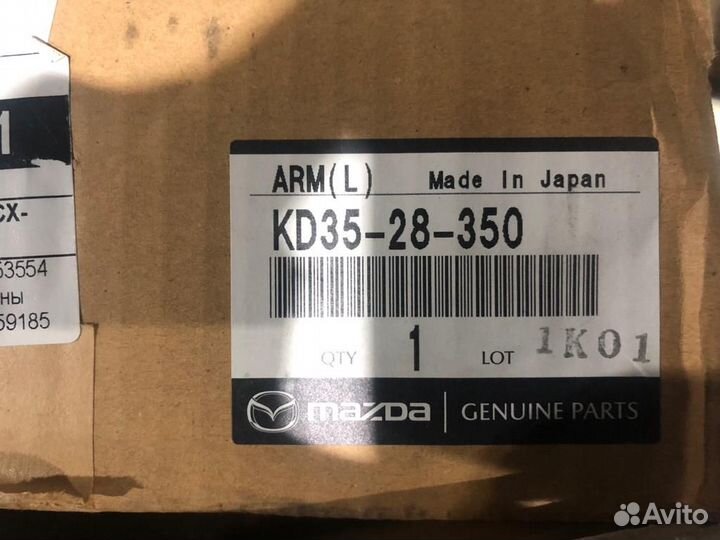 1
CX-
53554
ны
59185
ARM(L) Made In Japan
KD35-28-350
QTY 1 LOT 1K01
mazda GENUINE PARTS
Avito